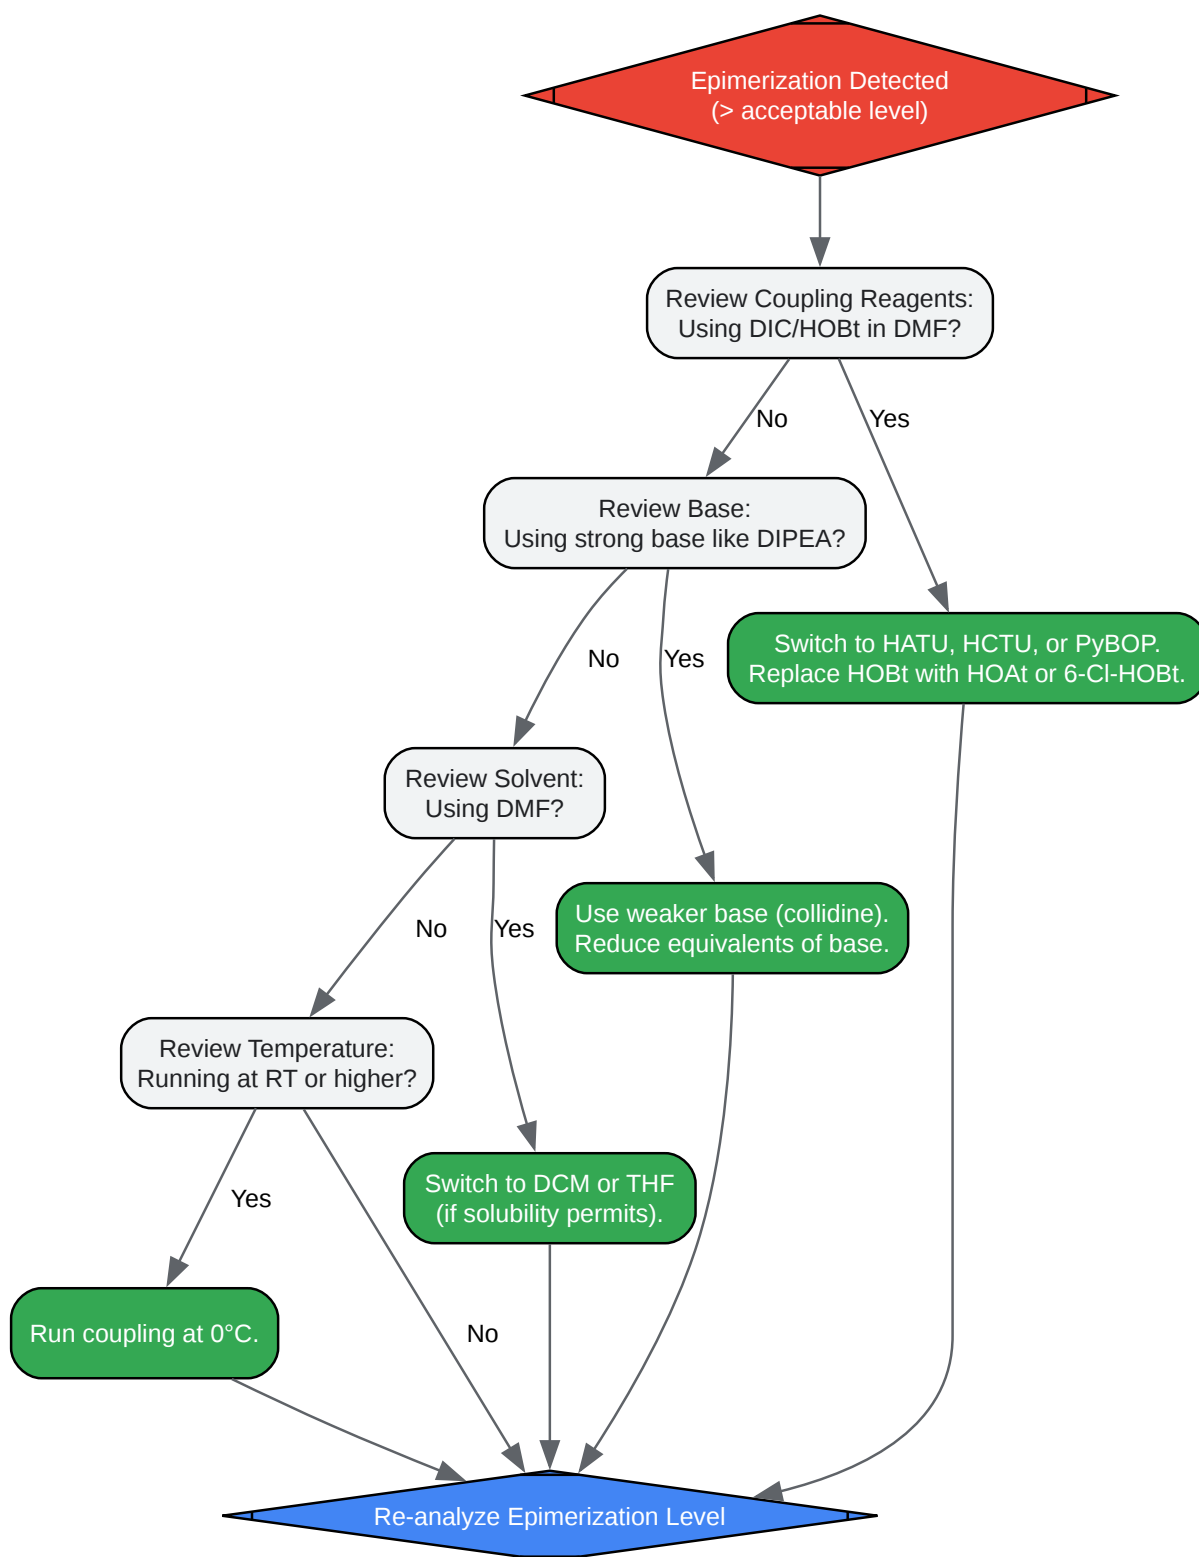 Epimerization Detected
(> acceptable level)
Review Coupling Reagents:
Using DIC/HOBt in DMF?
No
Yes
Review Base:
Using strong base like DIPEA?
Switch to HATU, HCTU, or PyBOP.
Replace HOBt with HOAt or 6-Cl-HOBt.
No
Yes
Review Solvent:
Using DMF?
Use weaker base (collidine).
Reduce equivalents of base.
No
Yes
Review Temperature:
Running at RT or higher?
Switch to DCM or THF
(if solubility permits).
Yes
No
Run coupling at 0°C.
Re-analyze Epimerization Level